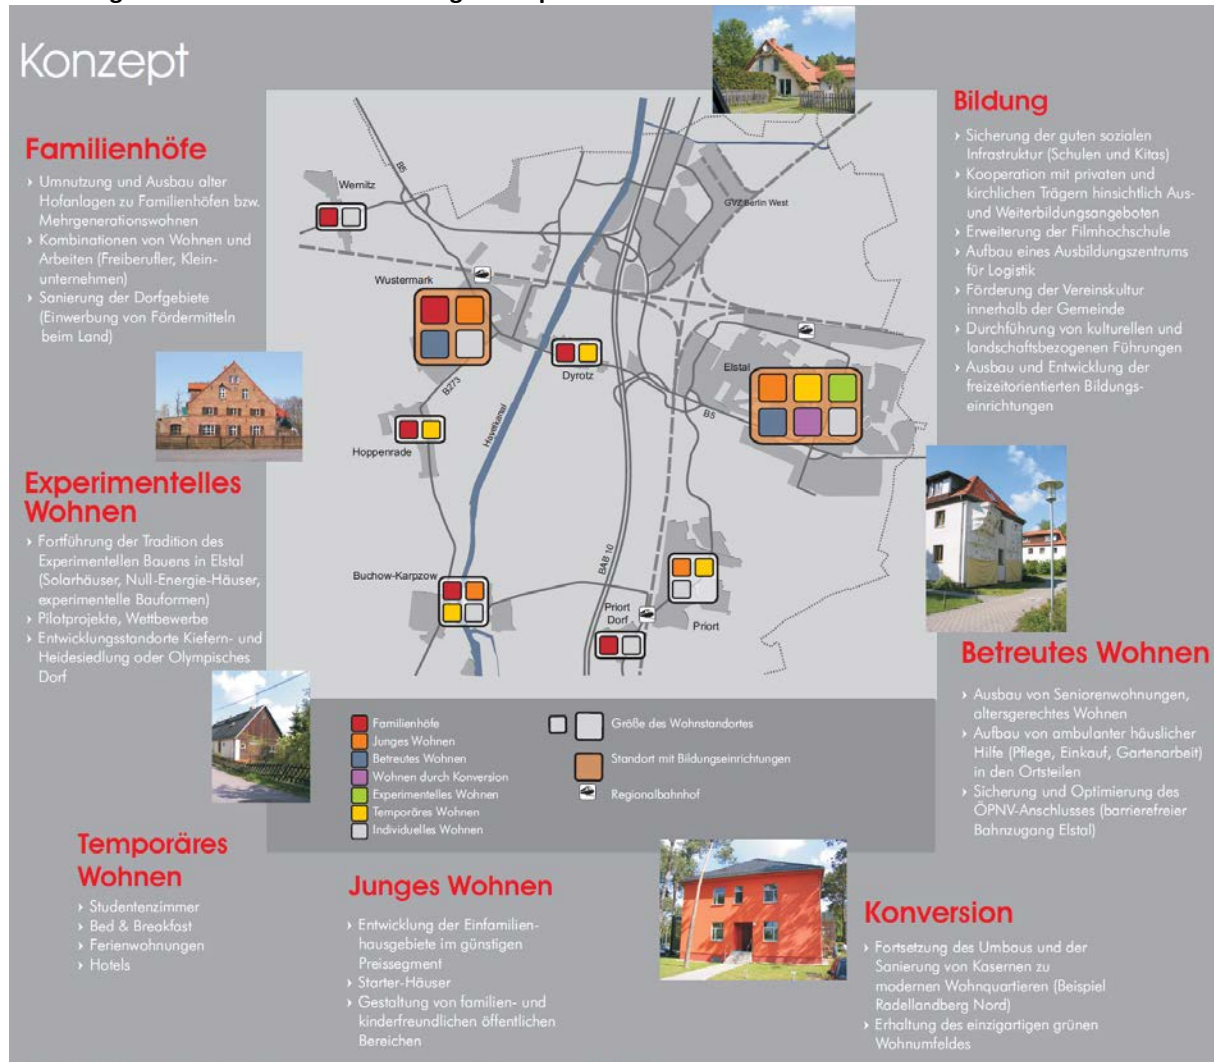 Konzept
Familienhöfe
› Umnutzung und Ausbau alter
Hofanlagen zu Familienhöfen bzw.
Mehrgenerationswohnen
› Kombinationen von Wohnen und
Arbeiten (Freiberufler, Klein-
unternehmen)
› Sanierung der Dorfgebiete
(Einwerbung von Fördermitteln
beim Land)
Experimentelles
Wohnen
› Fortführung der Tradition des
Experimentellen Bauens in Elstal
(Solarhäuser, Null-Energie-Häuser,
experimentelle Bauformen)
› Pilotprojekte, Wettbewerbe
› Entwicklungsstandorte Kiefern- und
Heidesiedlung oder Olympisches
Dorf
Temporäres
Wohnen
› Studentenzimmer
› Bed & Breakfast
› Ferienwohnungen
› Hotels
B5
Wernitz
GVZ Berlin West
Wustermark
Dyrotz
Elstal
B273
Havelkanal
B5
Hoppenrade
BAB 10
Buchow-Karpzow
Priort
Dorf
Priort
Familienhöfe
Junges Wohnen
Betreutes Wohnen
Wohnen durch Konversion
Experimentelles Wohnen
Temporäres Wohnen
Individuelles Wohnen
Größe des Wohnstandortes
Standort mit Bildungseinrichtungen
Regionalbahnhof
Junges Wohnen
› Entwicklung der Einfamilien-
hausgebiete im günstigen
Preissegment
› Starter-Häuser
› Gestaltung von familien- und
kinderfreundlichen öffentlichen
Bereichen
Bildung
› Sicherung der guten sozialen
Infrastruktur (Schulen und Kitas)
› Kooperation mit privaten und
kirchlichen Trägern hinsichtlich Aus-
und Weiterbildungsangeboten
› Erweiterung der Filmhochschule
› Aufbau eines Ausbildungszentrums
für Logistik
› Förderung der Vereinskultur
innerhalb der Gemeinde
› Durchführung von kulturellen und
landschaftsbezogenen Führungen
› Ausbau und Entwicklung der
freizeitorientierten Bildungs-
einrichtungen
Betreutes Wohnen
› Ausbau von Seniorenwohnungen,
altersgerechtes Wohnen
› Aufbau von ambulanter häuslicher
Hilfe (Pflege, Einkauf, Gartenarbeit)
in den Ortsteilen
› Sicherung und Optimierung des
ÖPNV-Anschlusses (barrierefreier
Bahnzugang Elstal)
Konversion
› Fortsetzung des Umbaus und der
Sanierung von Kasernen zu
modernen Wohnquartieren (Beispiel
Radellandberg Nord)
› Erhaltung des einzigartigen grünen
Wohnumfeldes